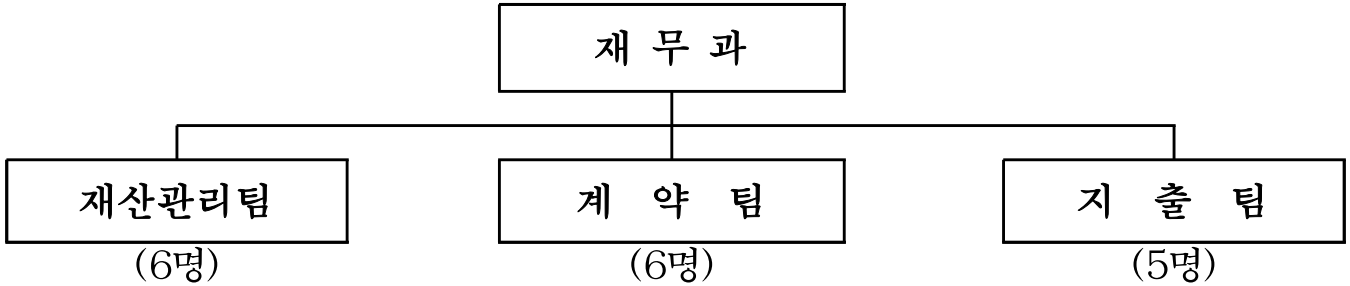 재 무 과
재산관리팀 계 약 팀 지 출 팀
(6명) (6명) (5명)